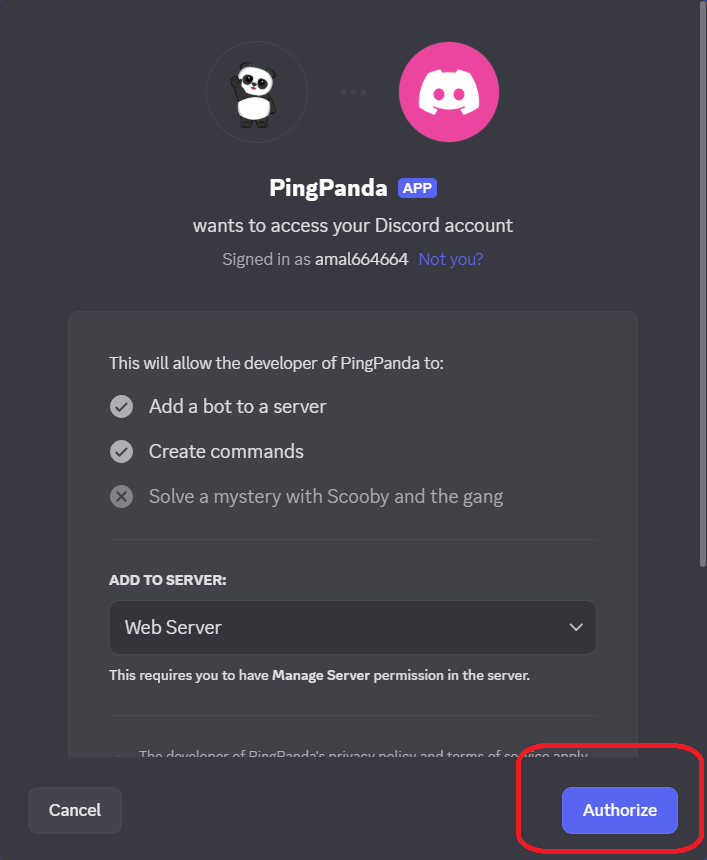 PingPanda APP
wants to access your Discord account
Signed in as amal664664 Not you?
This will allow the developer of PingPanda to:
Add a bot to a server
Create commands
Solve a mystery with Scooby and the gang
ADD TO SERVER:
Web Server
This requires you to have Manage Server permission in the server.
The developer of PingPanda's privacy policy and terms of service apply
Cancel
Authorize